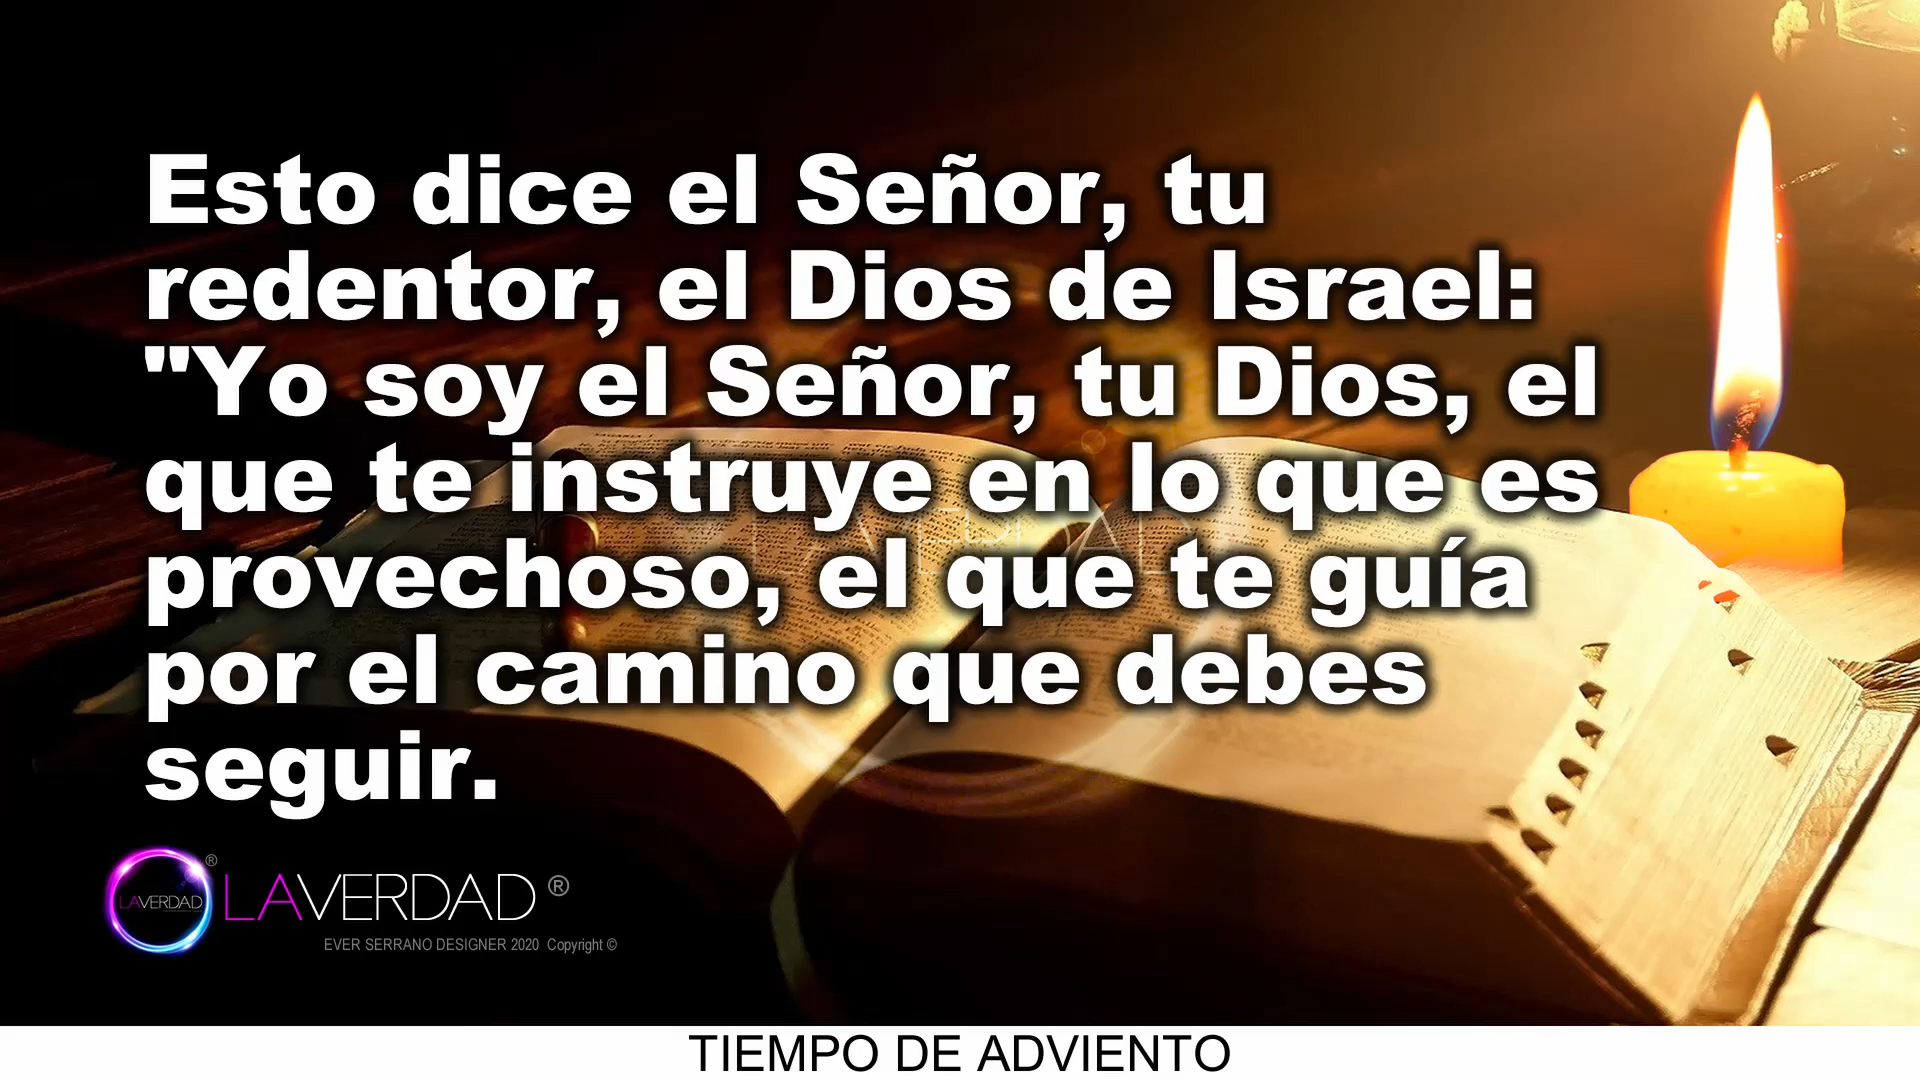 Esto dice el Señor, tu
redentor, el Dios de Israel:
"Yo soy el Señor, tu Dios, el
que te instruye en lo que es
provechoso, el que te guía
por el camino que debes
seguir.
LAVERDAD ®
LAVERDAD®
EVER SERRANO DESIGNER 2020 Copyright ©
TIEMPO DE ADVIENTO